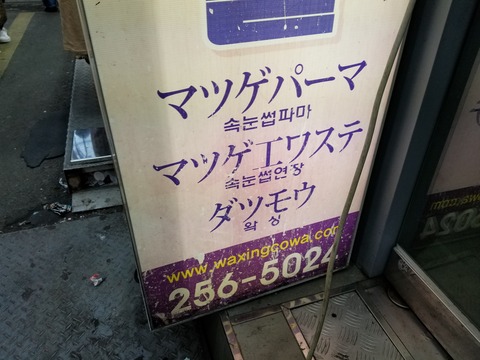 マツゲパーマ
속눈썹파마
マツゲエワステ
속눈썹연장
ダツモウ
왁싱
www.waxingcowa.com
256-5024